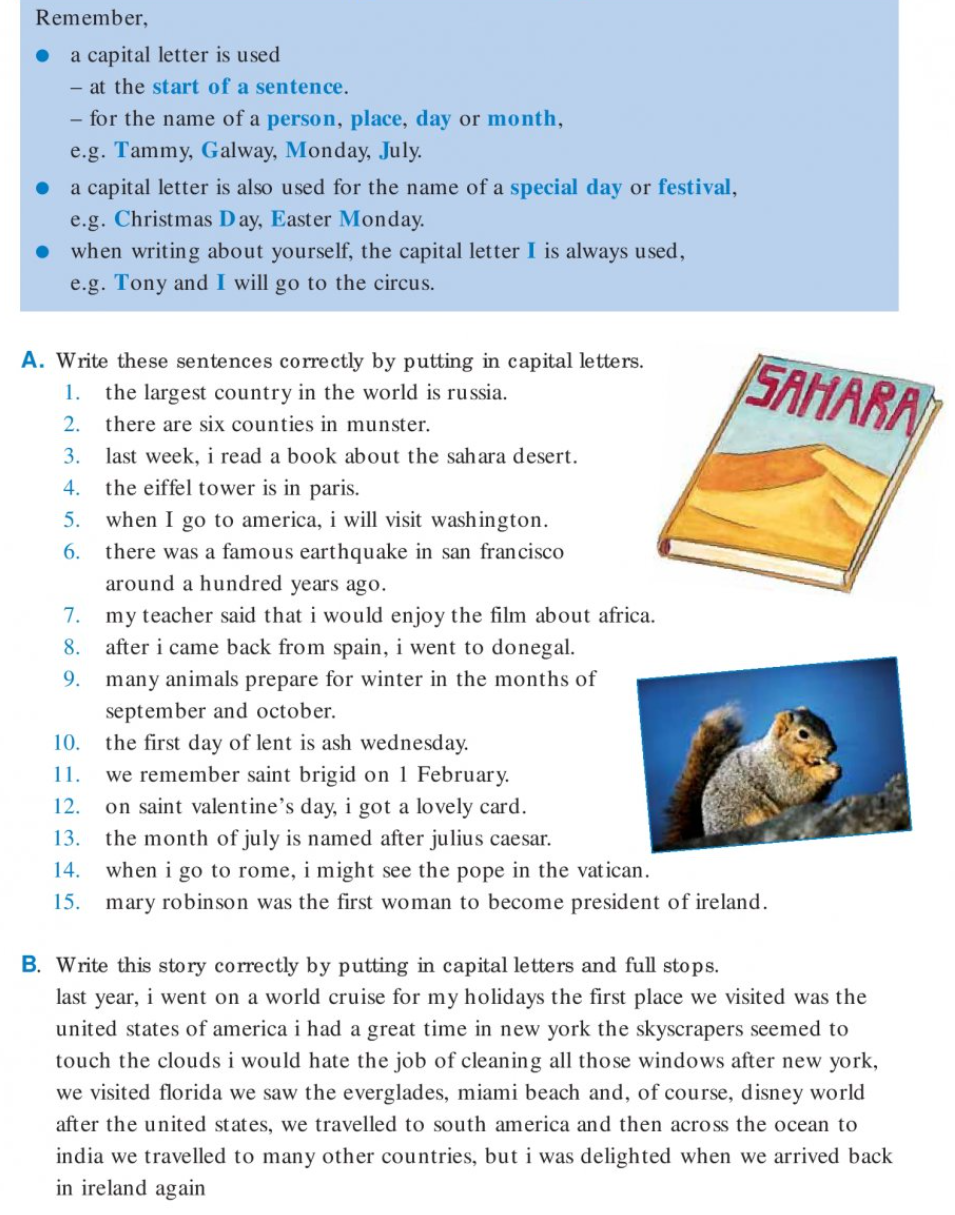 Remember,
● a capital letter is used
– at the start of a sentence.
– for the name of a person, place, day or month,
e.g. Tammy, Galway, Monday, July.
● a capital letter is also used for the name of a special day or festival,
e.g. Christmas Day, Easter Monday.
● when writing about yourself, the capital letter I is always used,
e.g. Tony and I will go to the circus.
A. Write these sentences correctly by putting in capital letters.
SAHARA
1. the largest country in the world is russia.
2. there are six counties in munster.
3. last week, i read a book about the sahara desert.
4. the eiffel tower is in paris.
5. when I go to america, i will visit washington.
6. there was a famous earthquake in san francisco
around a hundred years ago.
7. my teacher said that i would enjoy the film about africa.
8. after i came back from spain, i went to donegal.
9. many animals prepare for winter in the months of
september and october.
10. the first day of lent is ash wednesday.
11. we remember saint brigid on 1 February.
12. on saint valentine's day, i got a lovely card.
13. the month of july is named after julius caesar.
14. when i go to rome, i might see the pope in the vatican.
15. mary robinson was the first woman to become president of ireland.
B. Write this story correctly by putting in capital letters and full stops.
last year, i went on a world cruise for my holidays the first place we visited was the
united states of america i had a great time in new york the skyscrapers seemed to
touch the clouds i would hate the job of cleaning all those windows after new york,
we visited florida we saw the everglades, miami beach and, of course, disney world
after the united states, we travelled to south america and then across the ocean to
india we travelled to many other countries, but i was delighted when we arrived back
in ireland again